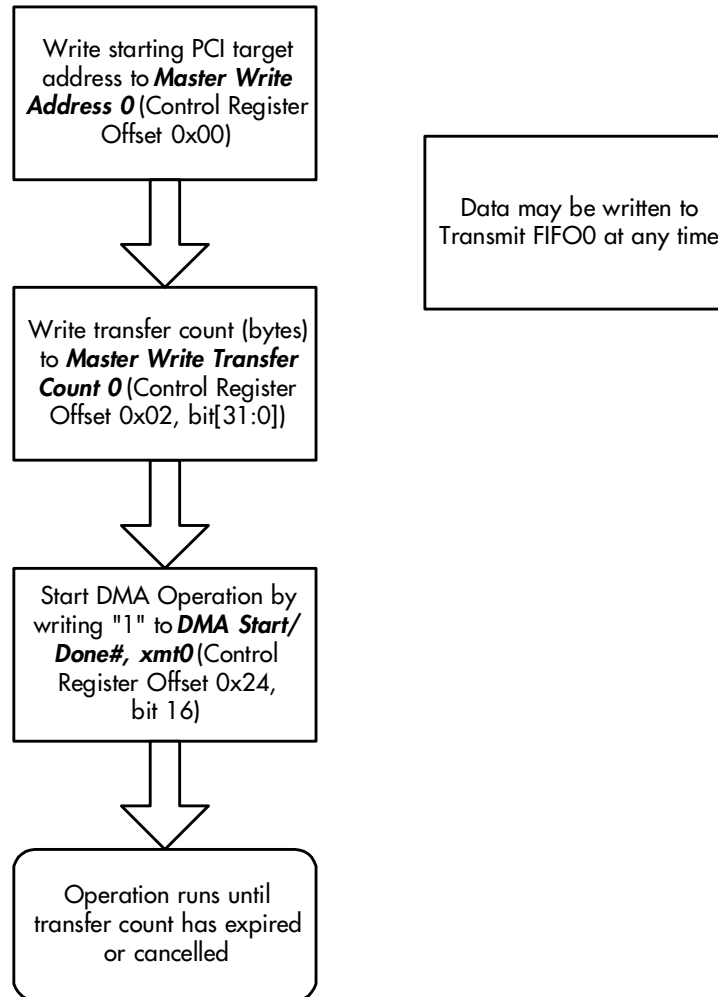 Write starting PCI target
address to Master Write
Address 0 (Control Register
Offset 0x00)
Data may be written to
Transmit FIFO0 at any time
Write transfer count (bytes)
to Master Write Transfer
Count 0 (Control Register
Offset 0x02, bit[31:0])
Start DMA Operation by
writing "1" to DMA Start/
Done#, xmt0 (Control
Register Offset 0x24,
bit 16)
Operation runs until
transfer count has expired
or cancelled